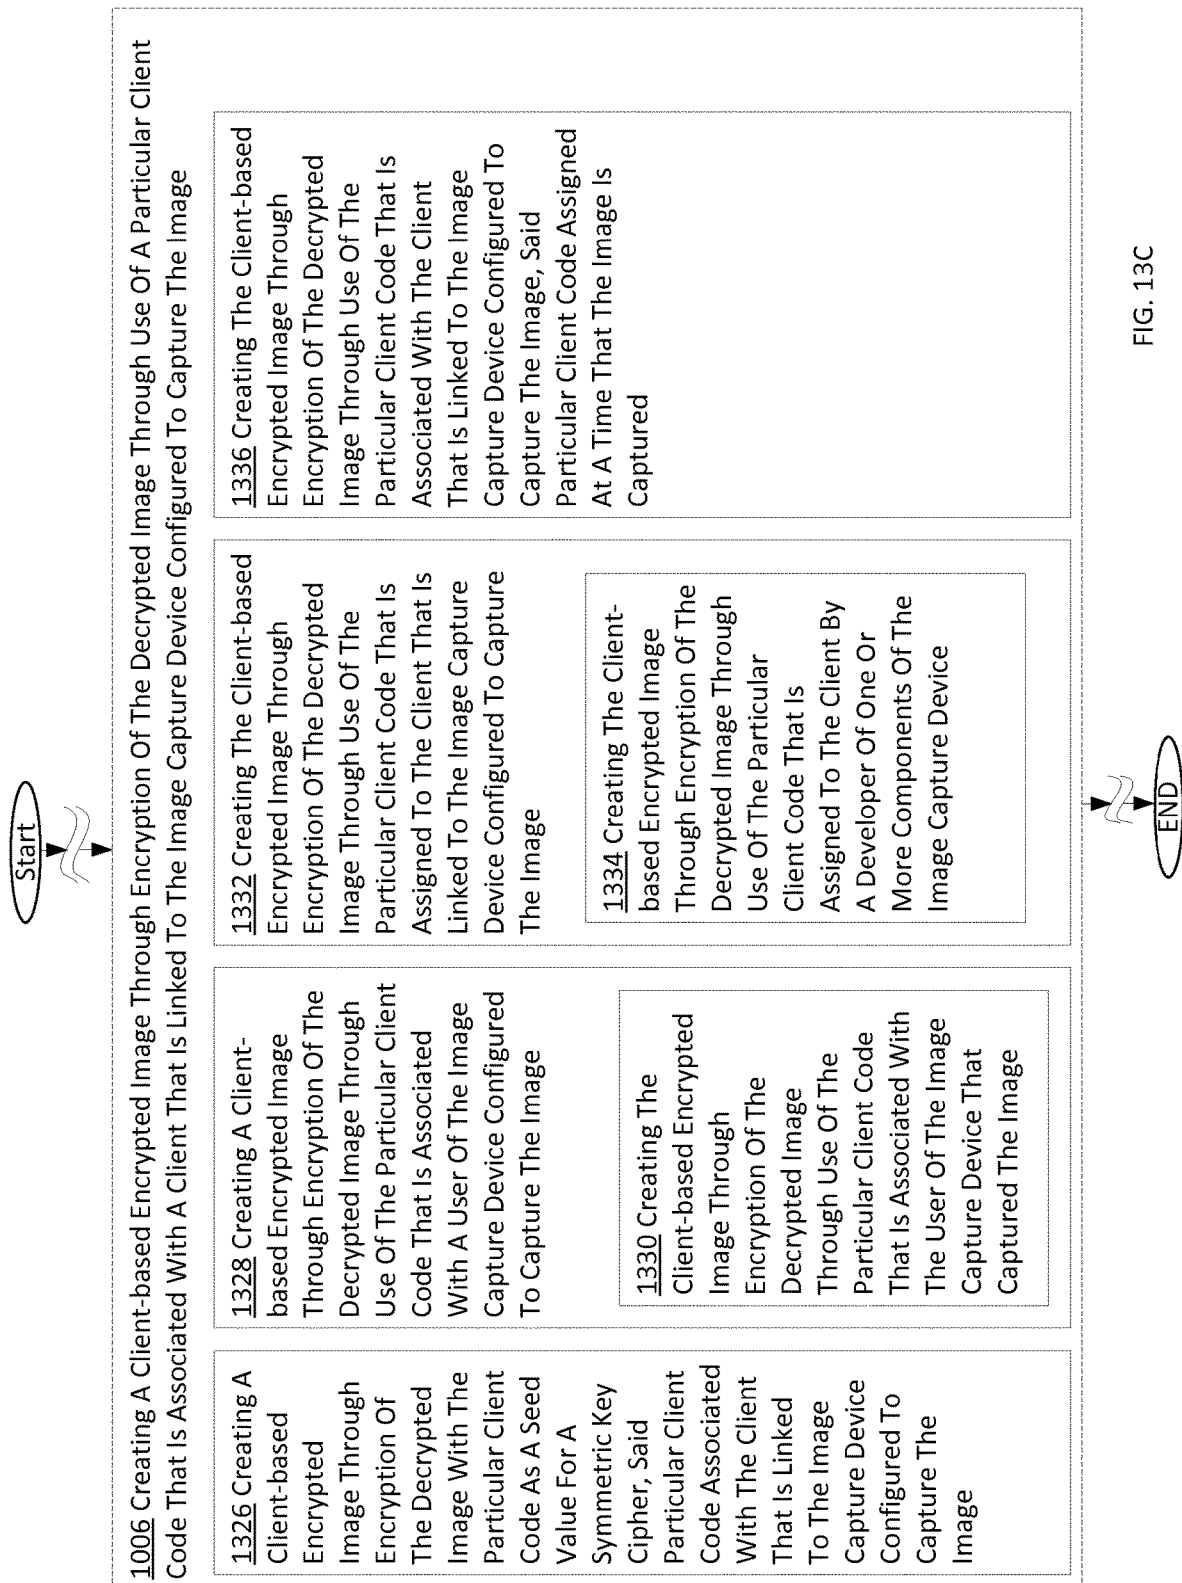 Start
1006 Creating A Client-based Encrypted Image Through Encryption Of The Decrypted Image Through Use Of A Particular Client
Code That Is Associated With A Client That Is Linked To The Image Capture Device Configured To Capture The Image
1326 Creating A
Client-based
Encrypted
Image Through
Encryption Of
The Decrypted
Image With The
Particular Client
Code As A Seed
Value For A
Symmetric Key
Cipher, Said
Particular Client
Code Associated
With The Client
That Is Linked
To The Image
Capture Device
Configured To
Capture The
Image
1328 Creating A Client-
based Encrypted Image
Through Encryption Of The
Decrypted Image Through
Use Of The Particular Client
Code That Is Associated
With A User Of The Image
Capture Device Configured
To Capture The Image
1330 Creating The
Client-based Encrypted
Image Through
Encryption Of The
Decrypted Image
Through Use Of The
Particular Client Code
That Is Associated With
The User Of The Image
Capture Device That
Captured The Image
1332 Creating The Client-based
Encrypted Image Through
Encryption Of The Decrypted
Image Through Use Of The
Particular Client Code That Is
Assigned To The Client That Is
Linked To The Image Capture
Device Configured To Capture
The Image
1334 Creating The Client-
based Encrypted Image
Through Encryption Of The
Decrypted Image Through
Use Of The Particular
Client Code That Is
Assigned To The Client By
A Developer Of One Or
More Components Of The
Image Capture Device
1336 Creating The Client-based
Encrypted Image Through
Encryption Of The Decrypted
Image Through Use Of The
Particular Client Code That Is
Associated With The Client
That Is Linked To The Image
Capture Device Configured To
Capture The Image, Said
Particular Client Code Assigned
At A Time That The Image Is
Captured
END
FIG. 13C